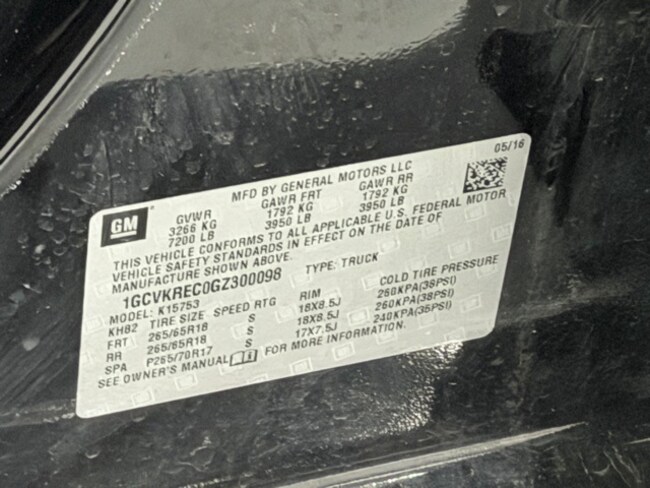 05/16
GM
MFD BY GENERAL MOTORS LLC
GVWR GAWR FRT GAWR RR
3266 KG 1792 KG 1792 KG
7200 LB 3950 LB 3950 LB
THIS VEHICLE CONFORMS TO ALL APPLICABLE U.S. FEDERAL MOTOR
VEHICLE SAFETY STANDARDS IN EFFECT ON THE DATE OF
MANUFACTURE SHOWN ABOVE.
1GCVKREC0GZ300098 TYPE: TRUCK
MODEL: K15753
KH82 TIRE SIZE SPEED RTG RIM COLD TIRE PRESSURE
FRT 265/65R18 S 18X8.5J 260KPA(38PSI)
RR 265/65R18 S 18X8.5J 260KPA(38PSI)
SPA P265/70R17 S 17X7.5J 240KPA(35PSI)
SEE OWNER'S MANUAL FOR MORE INFORMATION.